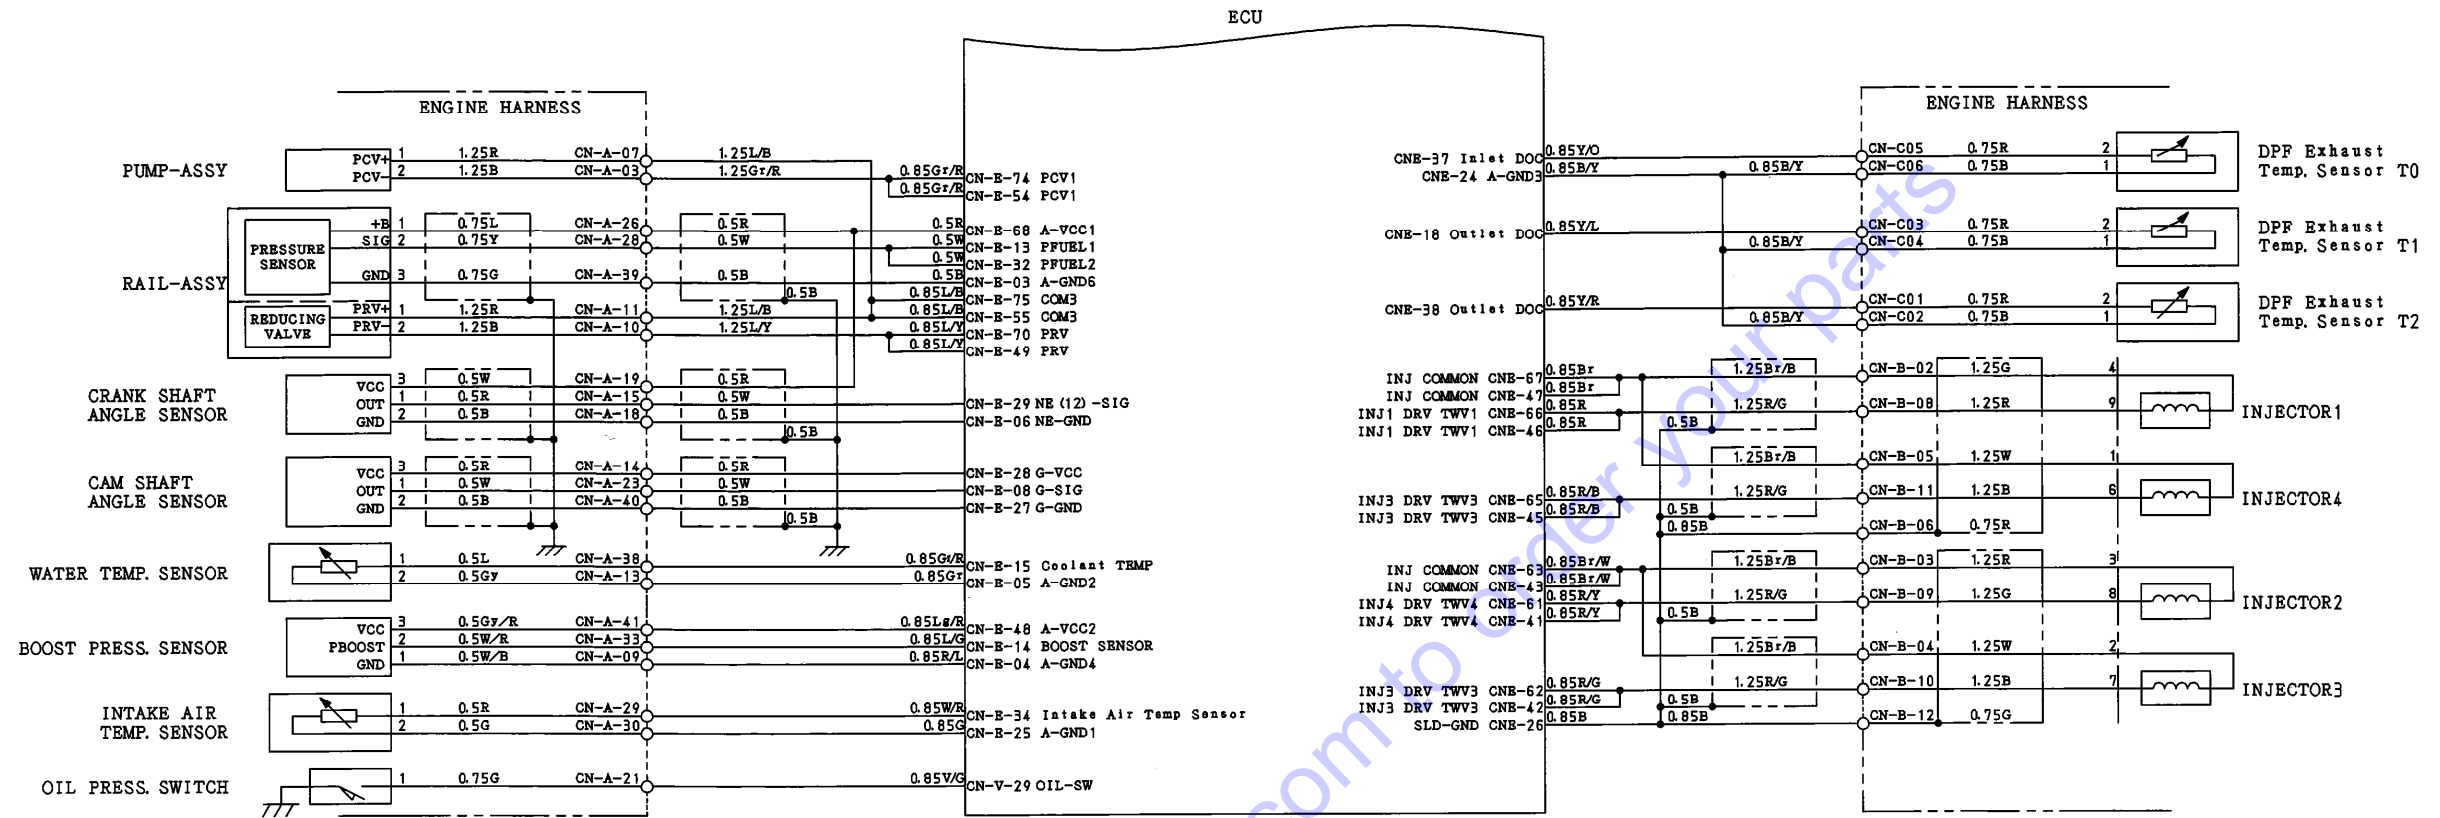 ECU
ENGINE HARNESS
PUMP-ASSY
PCV+ 1 1.25R CN-A-07 1.25L/B
PCV- 2 1.25B CN-A-03 1.25Gr/R 0.85Gr/R CN-E-74 PCV1
0.85Gr/R CN-E-54 PCV1
RAIL-ASSY
PRESSURE SENSOR
+B 1 0.75L CN-A-26 0.5R 0.5R CN-E-68 A-VCC1
SIG 2 0.75Y CN-A-28 0.5W 0.5W CN-E-13 PFUEL1
0.5W CN-E-32 PFUEL2
GND 3 0.75G CN-A-39 0.5B 0.5B CN-E-03 A-GND6
0.5B 0.85L/B CN-E-75 COM3
REDUCING VALVE
PRV+ 1 1.25R CN-A-11 1.25L/B 0.85L/B CN-E-55 COM3
PRV- 2 1.25B CN-A-10 1.25L/Y 0.85L/Y CN-E-70 PRV
0.85L/Y CN-E-49 PRV
CRANK SHAFT
ANGLE SENSOR
VCC 3 0.5W CN-A-19 0.5R
OUT 1 0.5R CN-A-15 0.5W CN-E-29 NE(12)-SIG
GND 2 0.5B CN-A-18 0.5B CN-E-06 NE-GND
0.5B
CAM SHAFT
ANGLE SENSOR
VCC 3 0.5R CN-A-14 0.5R CN-E-28 G-VCC
OUT 1 0.5W CN-A-23 0.5W CN-E-08 G-SIG
GND 2 0.5B CN-A-40 0.5B CN-E-27 G-GND
0.5B
WATER TEMP. SENSOR
1 0.5L CN-A-38 0.85Gr/R CN-E-15 Coolant TEMP
2 0.5Gy CN-A-13 0.85Gr CN-E-05 A-GND2
BOOST PRESS. SENSOR
VCC 3 0.5Gy/R CN-A-41 0.85Lg/R CN-E-48 A-VCC2
PBOOST 2 0.5W/R CN-A-33 0.85L/G CN-E-14 BOOST SENSOR
GND 1 0.5W/B CN-A-09 0.85R/L CN-E-04 A-GND4
INTAKE AIR
TEMP. SENSOR
1 0.5R CN-A-29 0.85W/R CN-E-34 Intake Air Temp Sensor
2 0.5G CN-A-30 0.85G CN-E-25 A-GND1
OIL PRESS. SWITCH
1 0.75G CN-A-21 0.85V/G CN-V-29 OIL-SW
ENGINE HARNESS
CNE-37 Inlet DOC 0.85Y/O CN-C05 0.75R 2
CNE-24 A-GND3 0.85B/Y 0.85B/Y CN-C06 0.75B 1
DPF Exhaust
Temp. Sensor T0
CNE-18 Outlet DOC 0.85Y/L CN-C03 0.75R 2
0.85B/Y CN-C04 0.75B 1
DPF Exhaust
Temp. Sensor T1
CNE-38 Outlet DOC 0.85Y/R CN-C01 0.75R 2
0.85B/Y CN-C02 0.75B 1
DPF Exhaust
Temp. Sensor T2
INJ COMMON CNE-67 0.85Br 1.25Br/B CN-B-02 1.25G 4
INJ COMMON CNE-47 0.85Br
INJ1 DRV TWV1 CNE-66 0.85R 1.25R/G CN-B-08 1.25R 9 INJECTOR1
INJ1 DRV TWV1 CNE-46 0.85R 0.5B
1.25Br/B CN-B-05 1.25W 1
INJ3 DRV TWV3 CNE-65 0.85R/B 1.25R/G CN-B-11 1.25B 6 INJECTOR4
INJ3 DRV TWV3 CNE-45 0.85R/B 0.5B
0.85B CN-B-06 0.75R
INJ COMMON CNE-63 0.85Br/W 1.25Br/B CN-B-03 1.25R 3
INJ COMMON CNE-43 0.85Br/W
INJ4 DRV TWV4 CNE-61 0.85R/Y 1.25R/G CN-B-09 1.25G 8 INJECTOR2
INJ4 DRV TWV4 CNE-41 0.85R/Y 0.5B
1.25Br/B CN-B-04 1.25W 2
INJ3 DRV TWV3 CNE-62 0.85R/G 1.25R/G CN-B-10 1.25B 7 INJECTOR3
INJ3 DRV TWV3 CNE-42 0.85R/G 0.5B
SLD-GND CNE-26 0.85B 0.85B CN-B-12 0.75G
com to order your parts